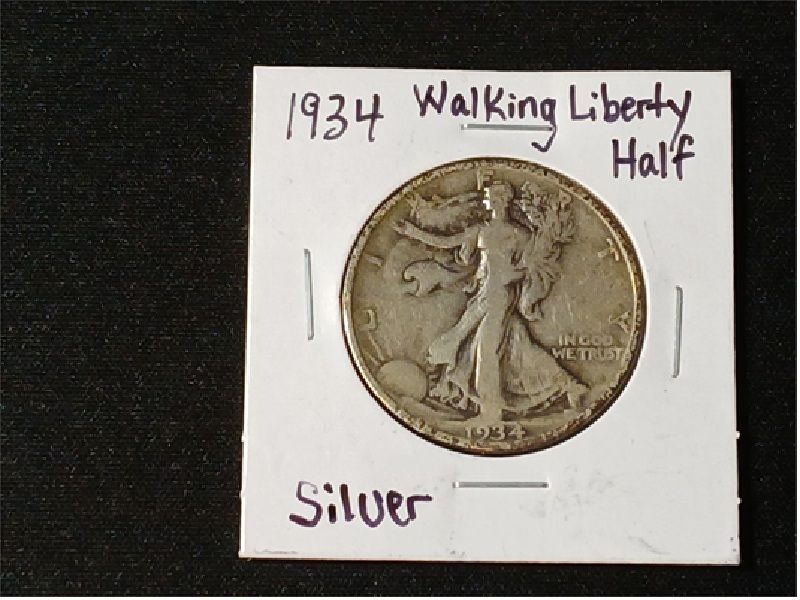 1934 Walking Liberty
Half
L I B E R T Y
IN GOD
WE TRUST
1934
Silver